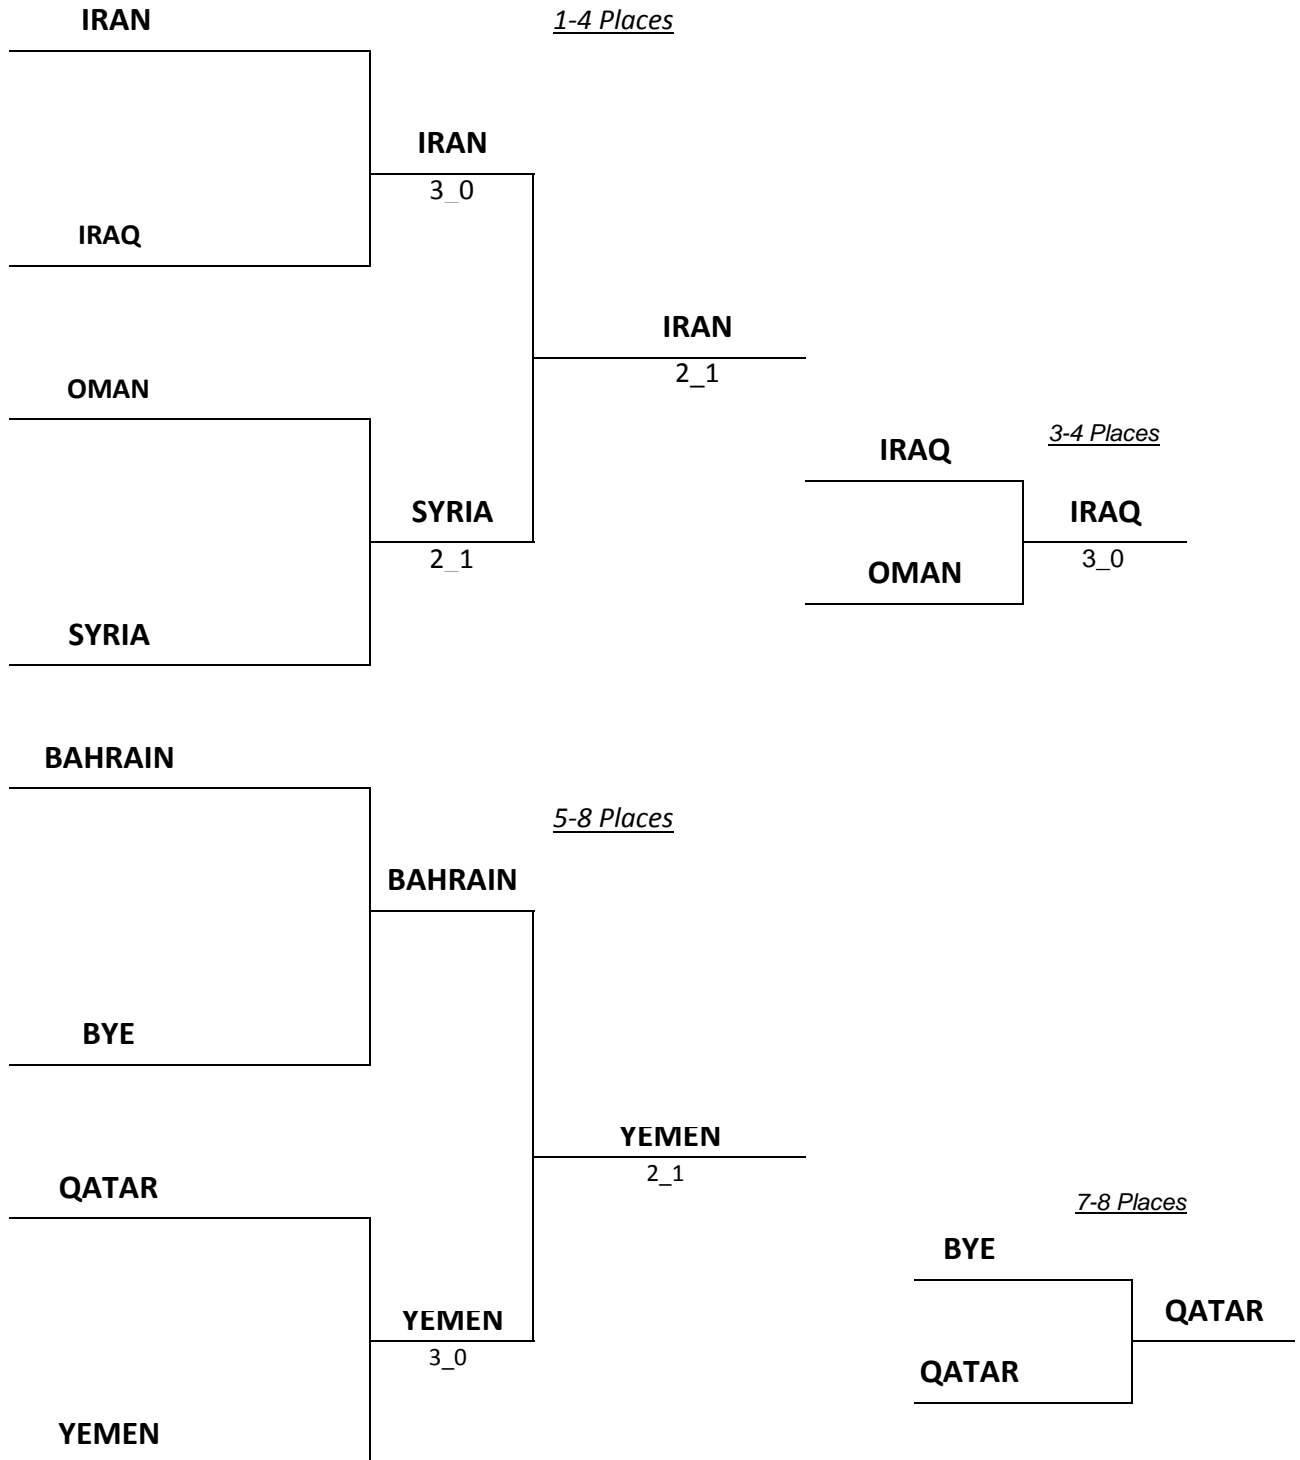 IRAN
1-4 Places
IRAN
3_0
IRAQ
IRAN
2_1
OMAN
3-4 Places
IRAQ
SYRIA
2_1
IRAQ
3_0
OMAN
SYRIA
BAHRAIN
5-8 Places
BAHRAIN
BYE
YEMEN
2_1
QATAR
7-8 Places
BYE
YEMEN
3_0
QATAR
QATAR
YEMEN